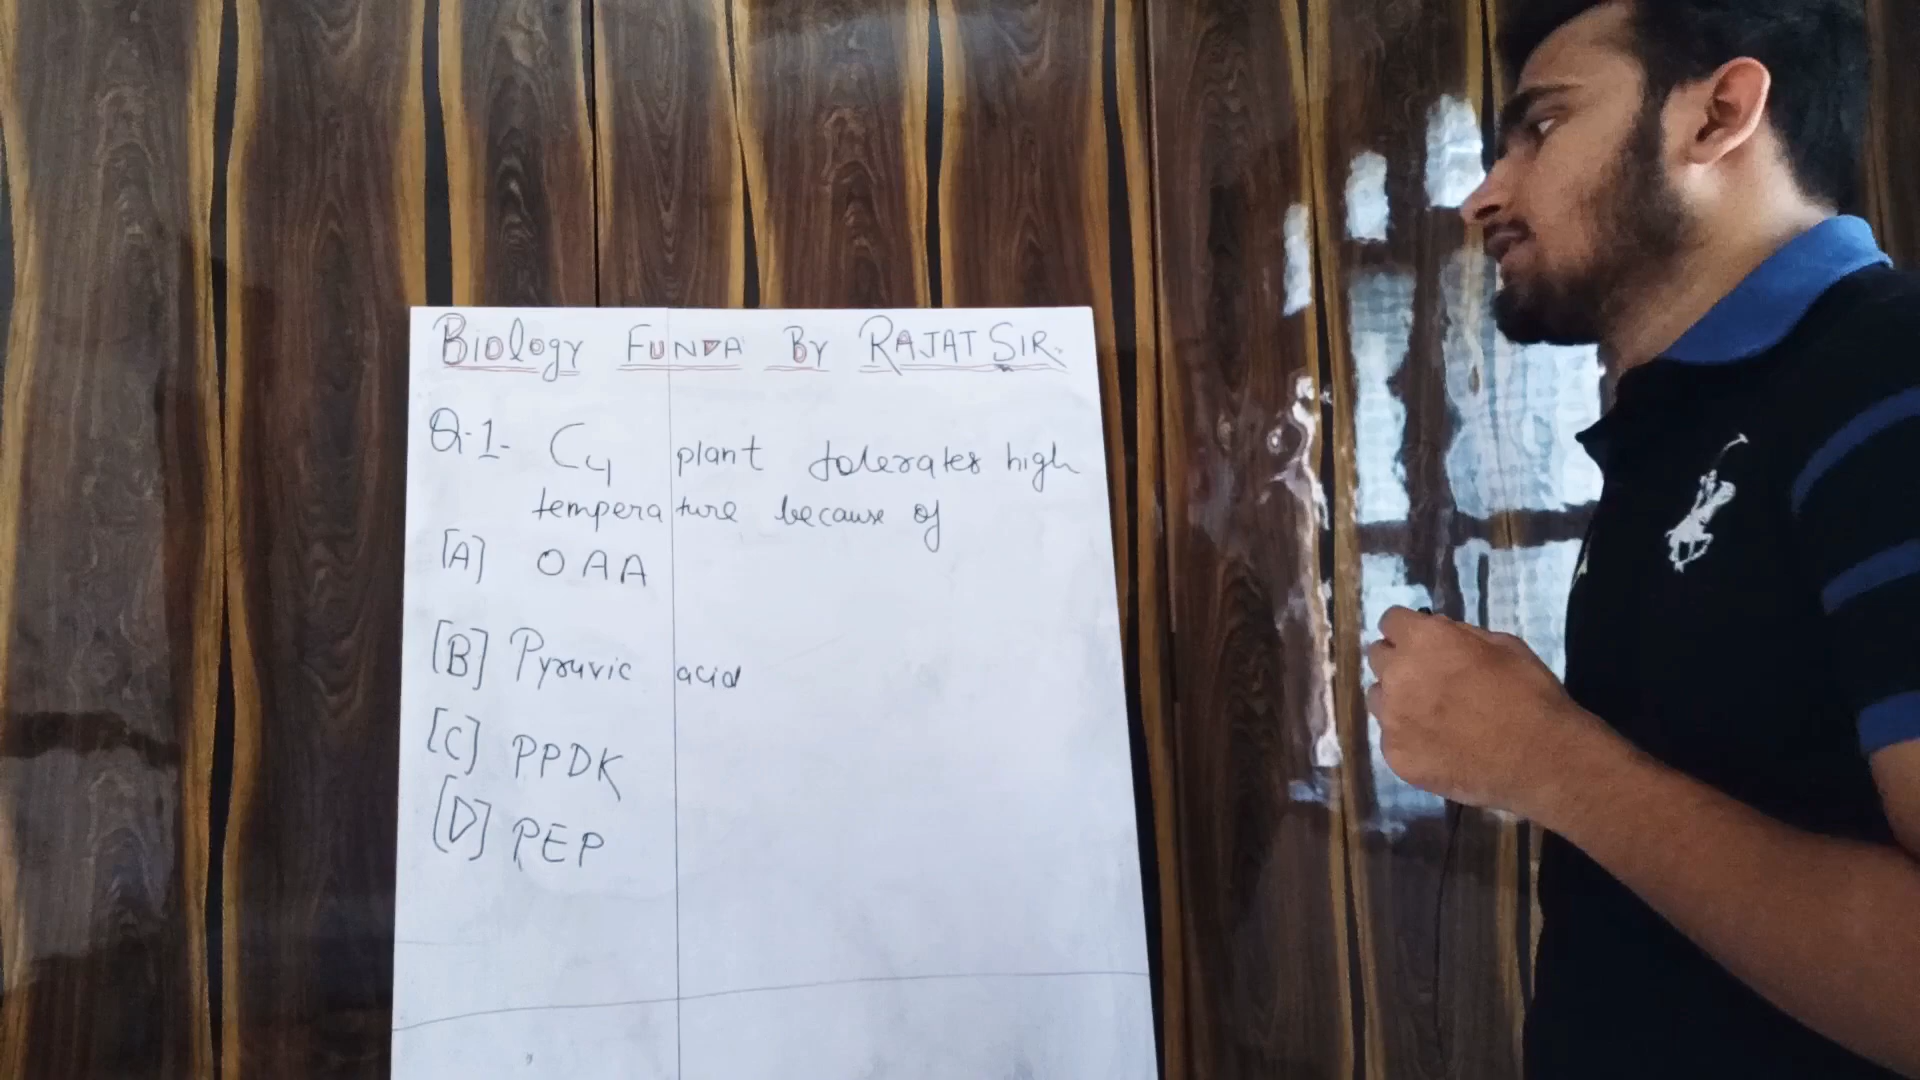 Biology FUNDA By RAJAT SIR.
Q.1- C4 plant tolerates high
temperature because of
[A] OAA
[B] Pyruvic acid
[C] PPDK
[D] PEP